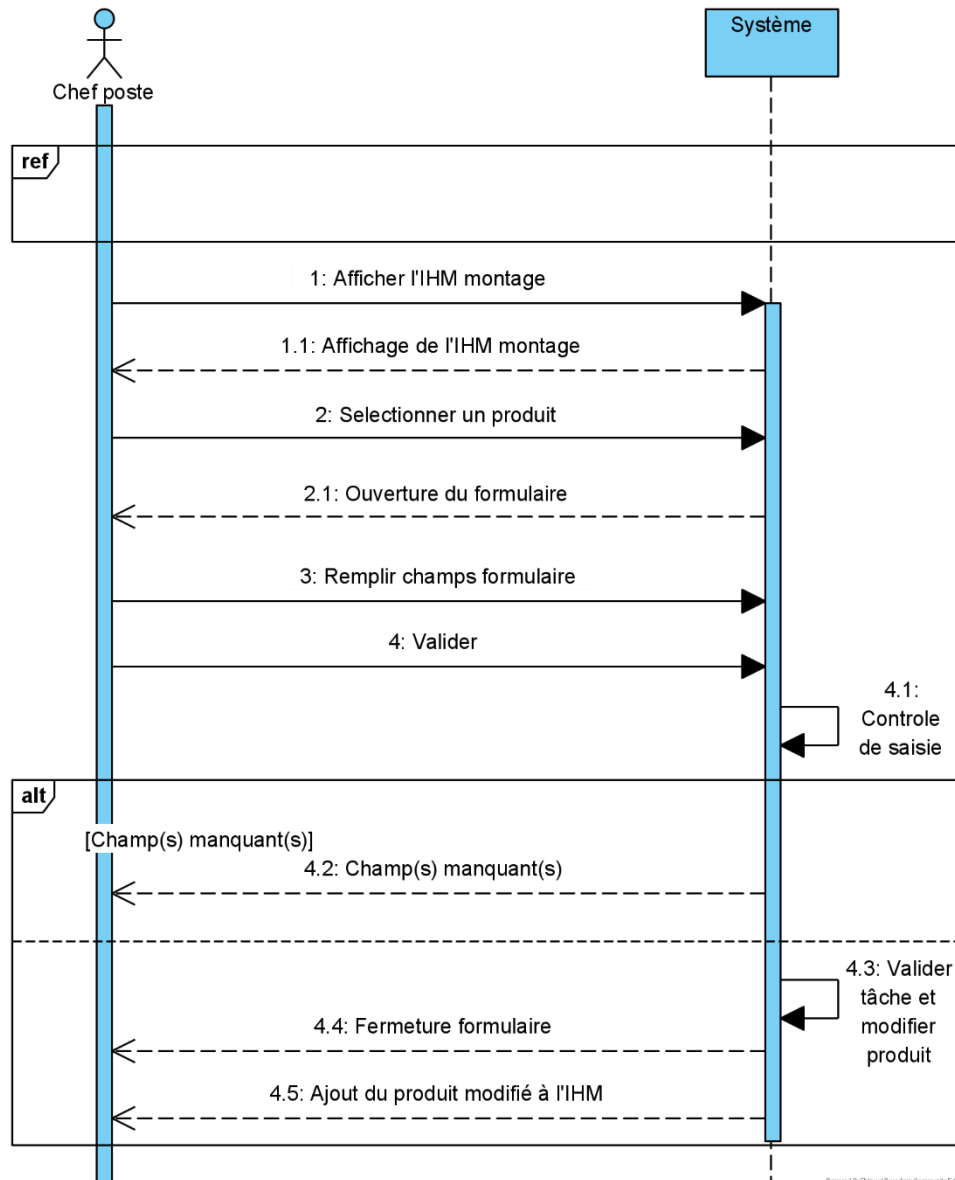 Système
Chef poste
ref
1: Afficher l'IHM montage
1.1: Affichage de l'IHM montage
2: Selectionner un produit
2.1: Ouverture du formulaire
3: Remplir champs formulaire
4: Valider
4.1:
Controle
de saisie
alt
[Champ(s) manquant(s)]
4.2: Champ(s) manquant(s)
4.3: Valider
tâche et
modifier
produit
4.4: Fermeture formulaire
4.5: Ajout du produit modifié à l'IHM